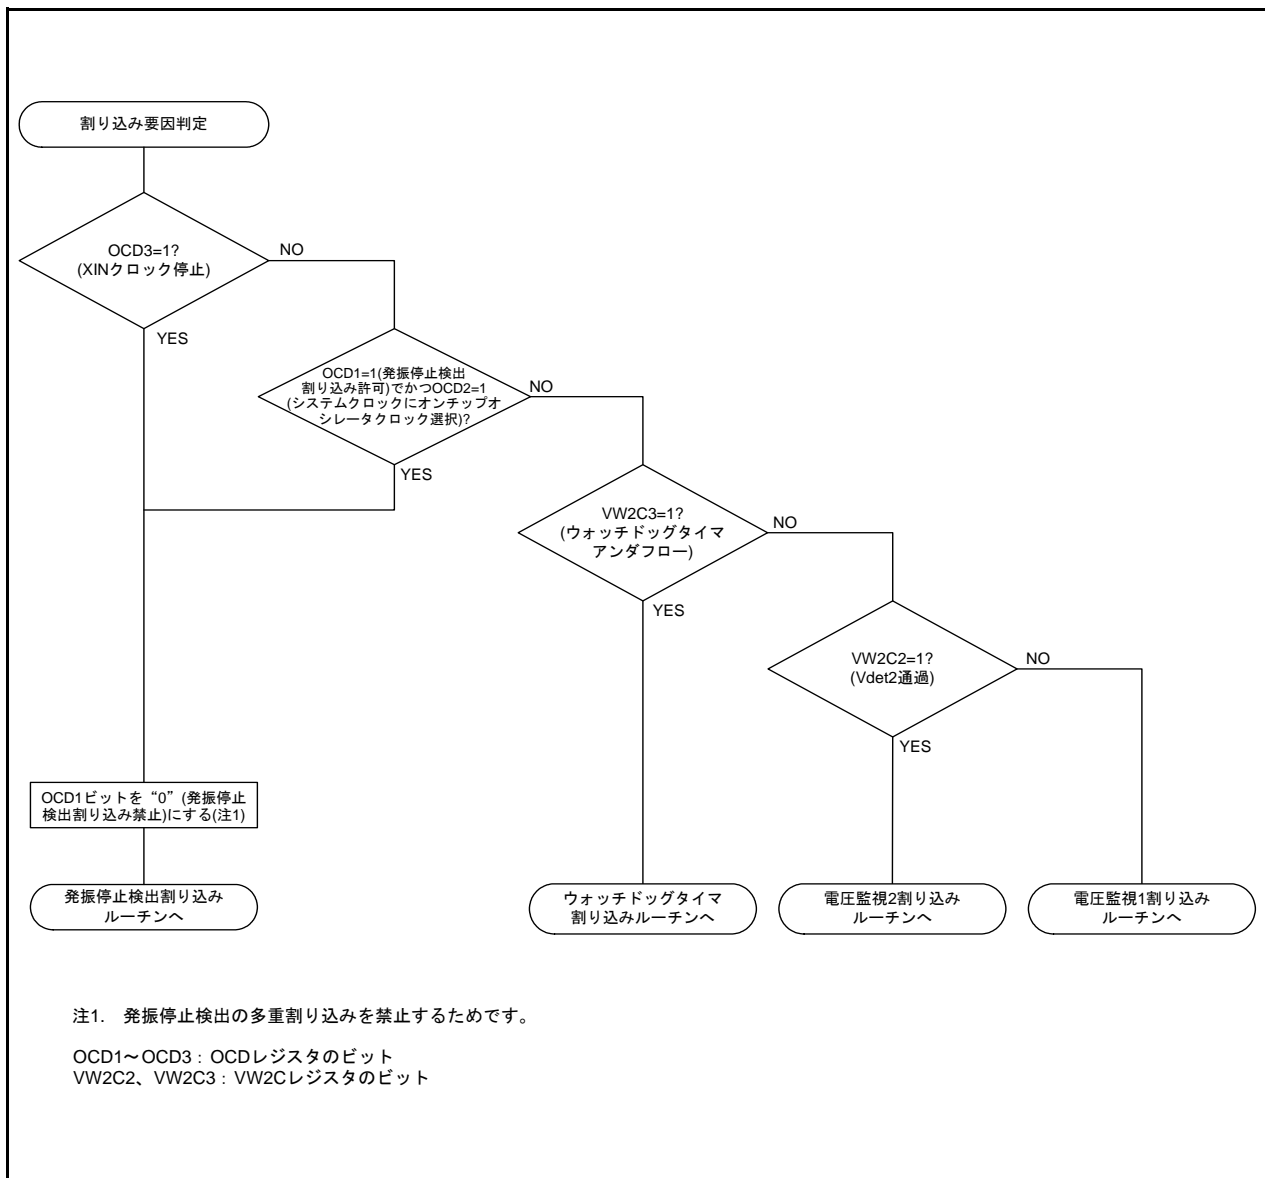 割り込み要因判定
OCD3=1?
(XINクロック停止)
NO
YES
OCD1=1(発振停止検出
割り込み許可)でかつOCD2=1
(システムクロックにオンチップオ
シレータクロック選択)?
NO
YES
VW2C3=1?
(ウォッチドッグタイマ
アンダフロー)
NO
YES
VW2C2=1?
(Vdet2通過)
NO
YES
OCD1ビットを“0”(発振停止
検出割り込み禁止)にする(注1)
発振停止検出割り込み
ルーチンへ
ウォッチドッグタイマ
割り込みルーチンへ
電圧監視2割り込み
ルーチンへ
電圧監視1割り込み
ルーチンへ
注1. 発振停止検出の多重割り込みを禁止するためです。
OCD1～OCD3：OCDレジスタのビット
VW2C2、VW2C3：VW2Cレジスタのビット